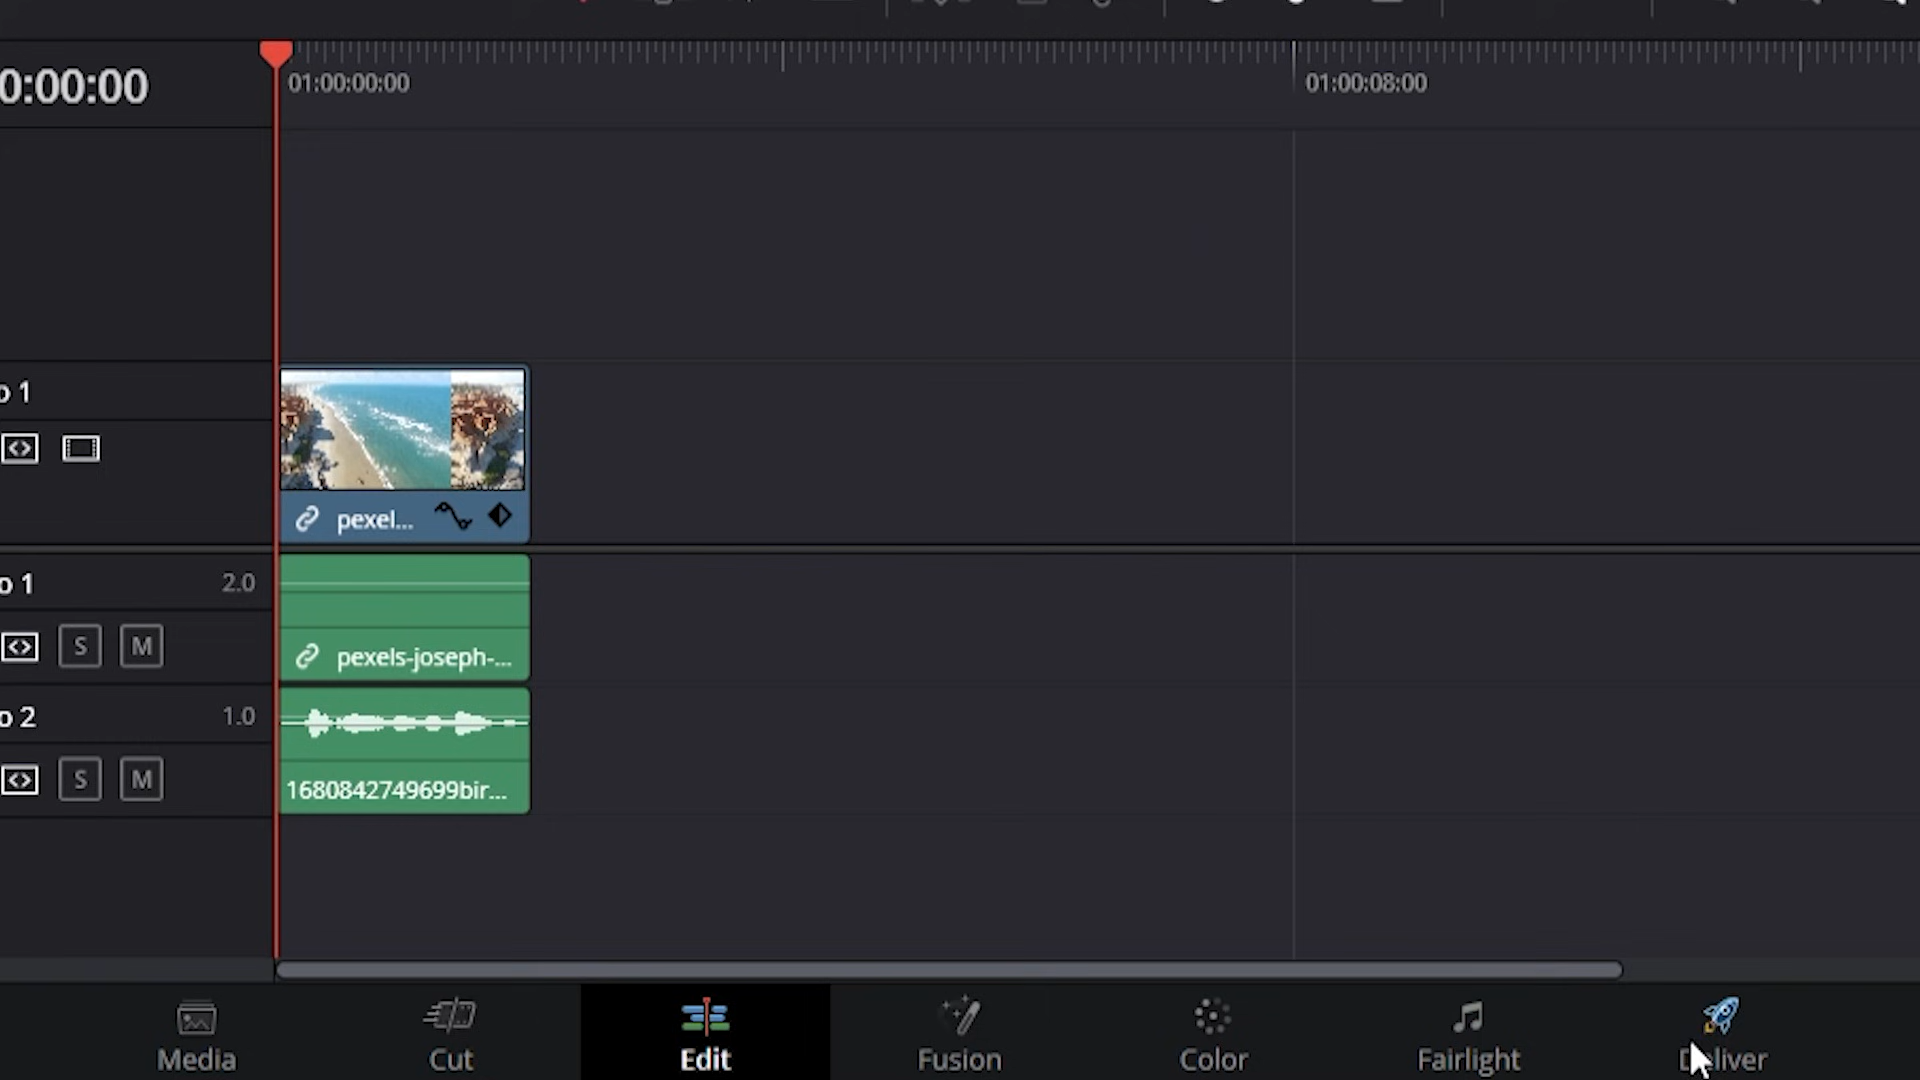 0:00:00
01:00:00:00
01:00:08:00
o 1
pexel...
o 1 2.0
S M
pexels-joseph-...
o 2 1.0
S M
1680842749699bir...
Media Cut Edit Fusion Color Fairlight Deliver